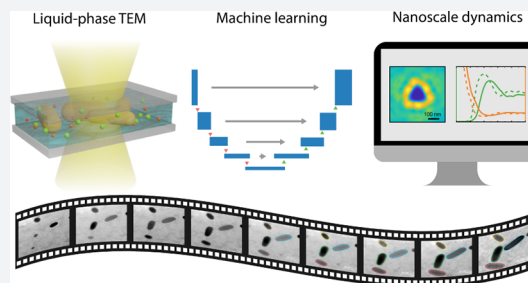 Liquid-phase TEM
Machine learning
Nanoscale dynamics
100 nm